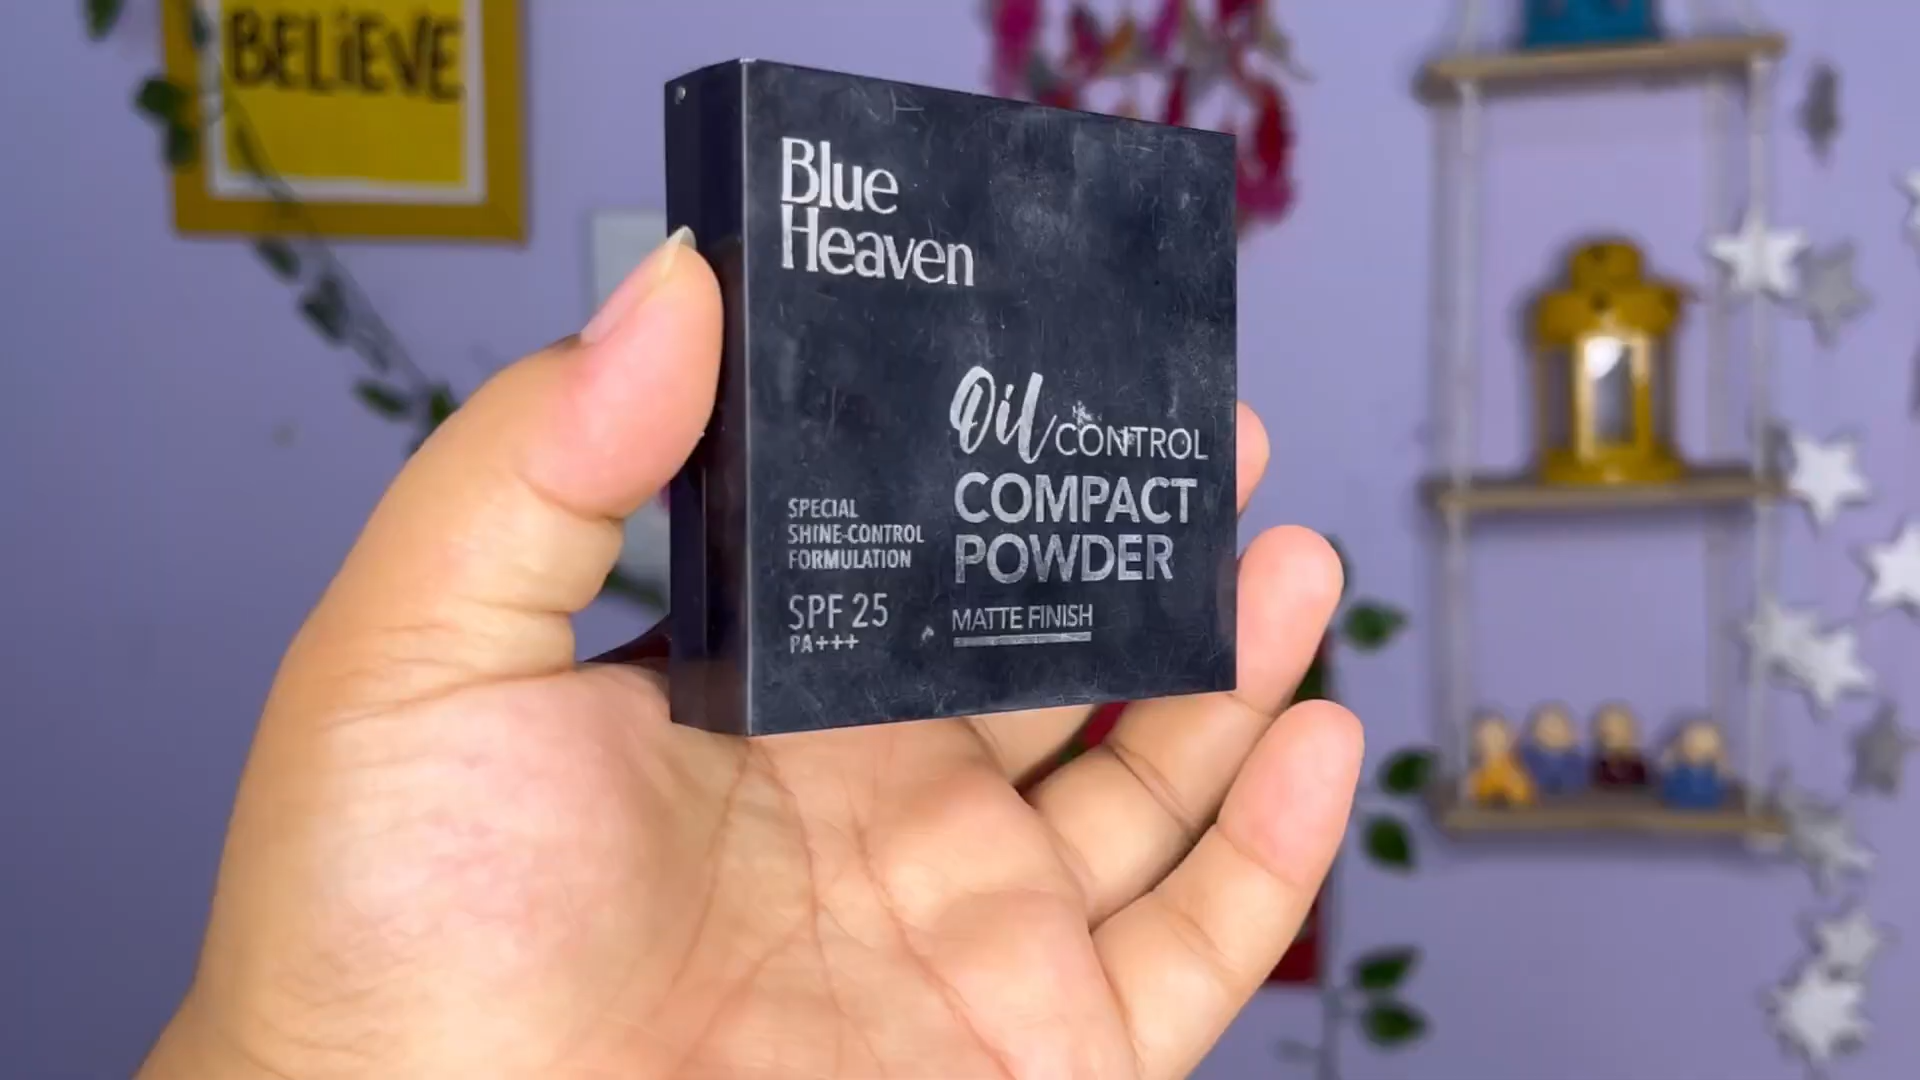 BELiEVE
Blue
Heaven
Oil CONTROL
COMPACT
POWDER
MATTE FINISH
SPECIAL
SHINE-CONTROL
FORMULATION
SPF 25
PA+++